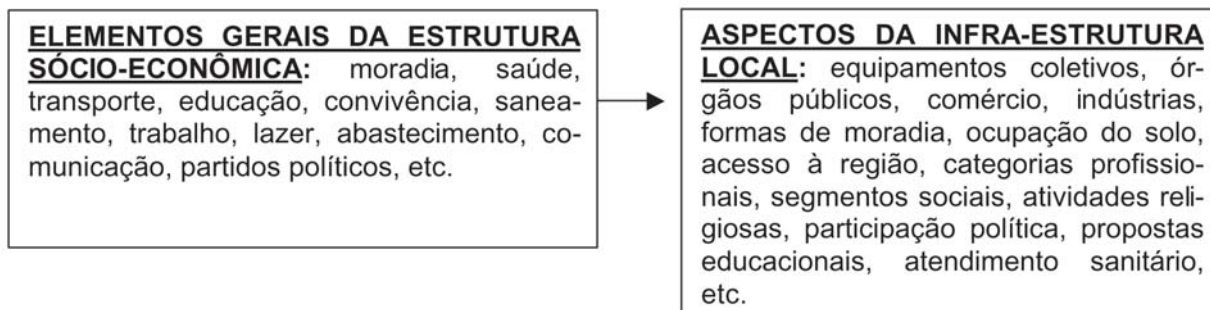 ELEMENTOS GERAIS DA ESTRUTURA
SÓCIO-ECONÔMICA: moradia, saúde,
transporte, educação, convivência, sanea-
mento, trabalho, lazer, abastecimento, co-
municação, partidos políticos, etc.
ASPECTOS DA INFRA-ESTRUTURA
LOCAL: equipamentos coletivos, ór-
gãos públicos, comércio, indústrias,
formas de moradia, ocupação do solo,
acesso à região, categorias profissio-
nais, segmentos sociais, atividades reli-
giosas, participação política, propostas
educacionais, atendimento sanitário,
etc.